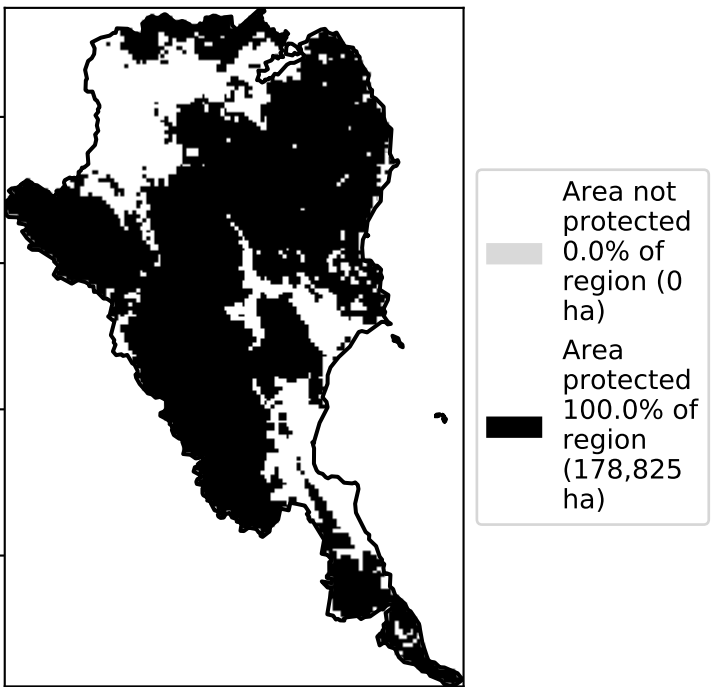 Area not
protected
0.0% of
region (0
ha)
Area
protected
100.0% of
region
(178,825
ha)